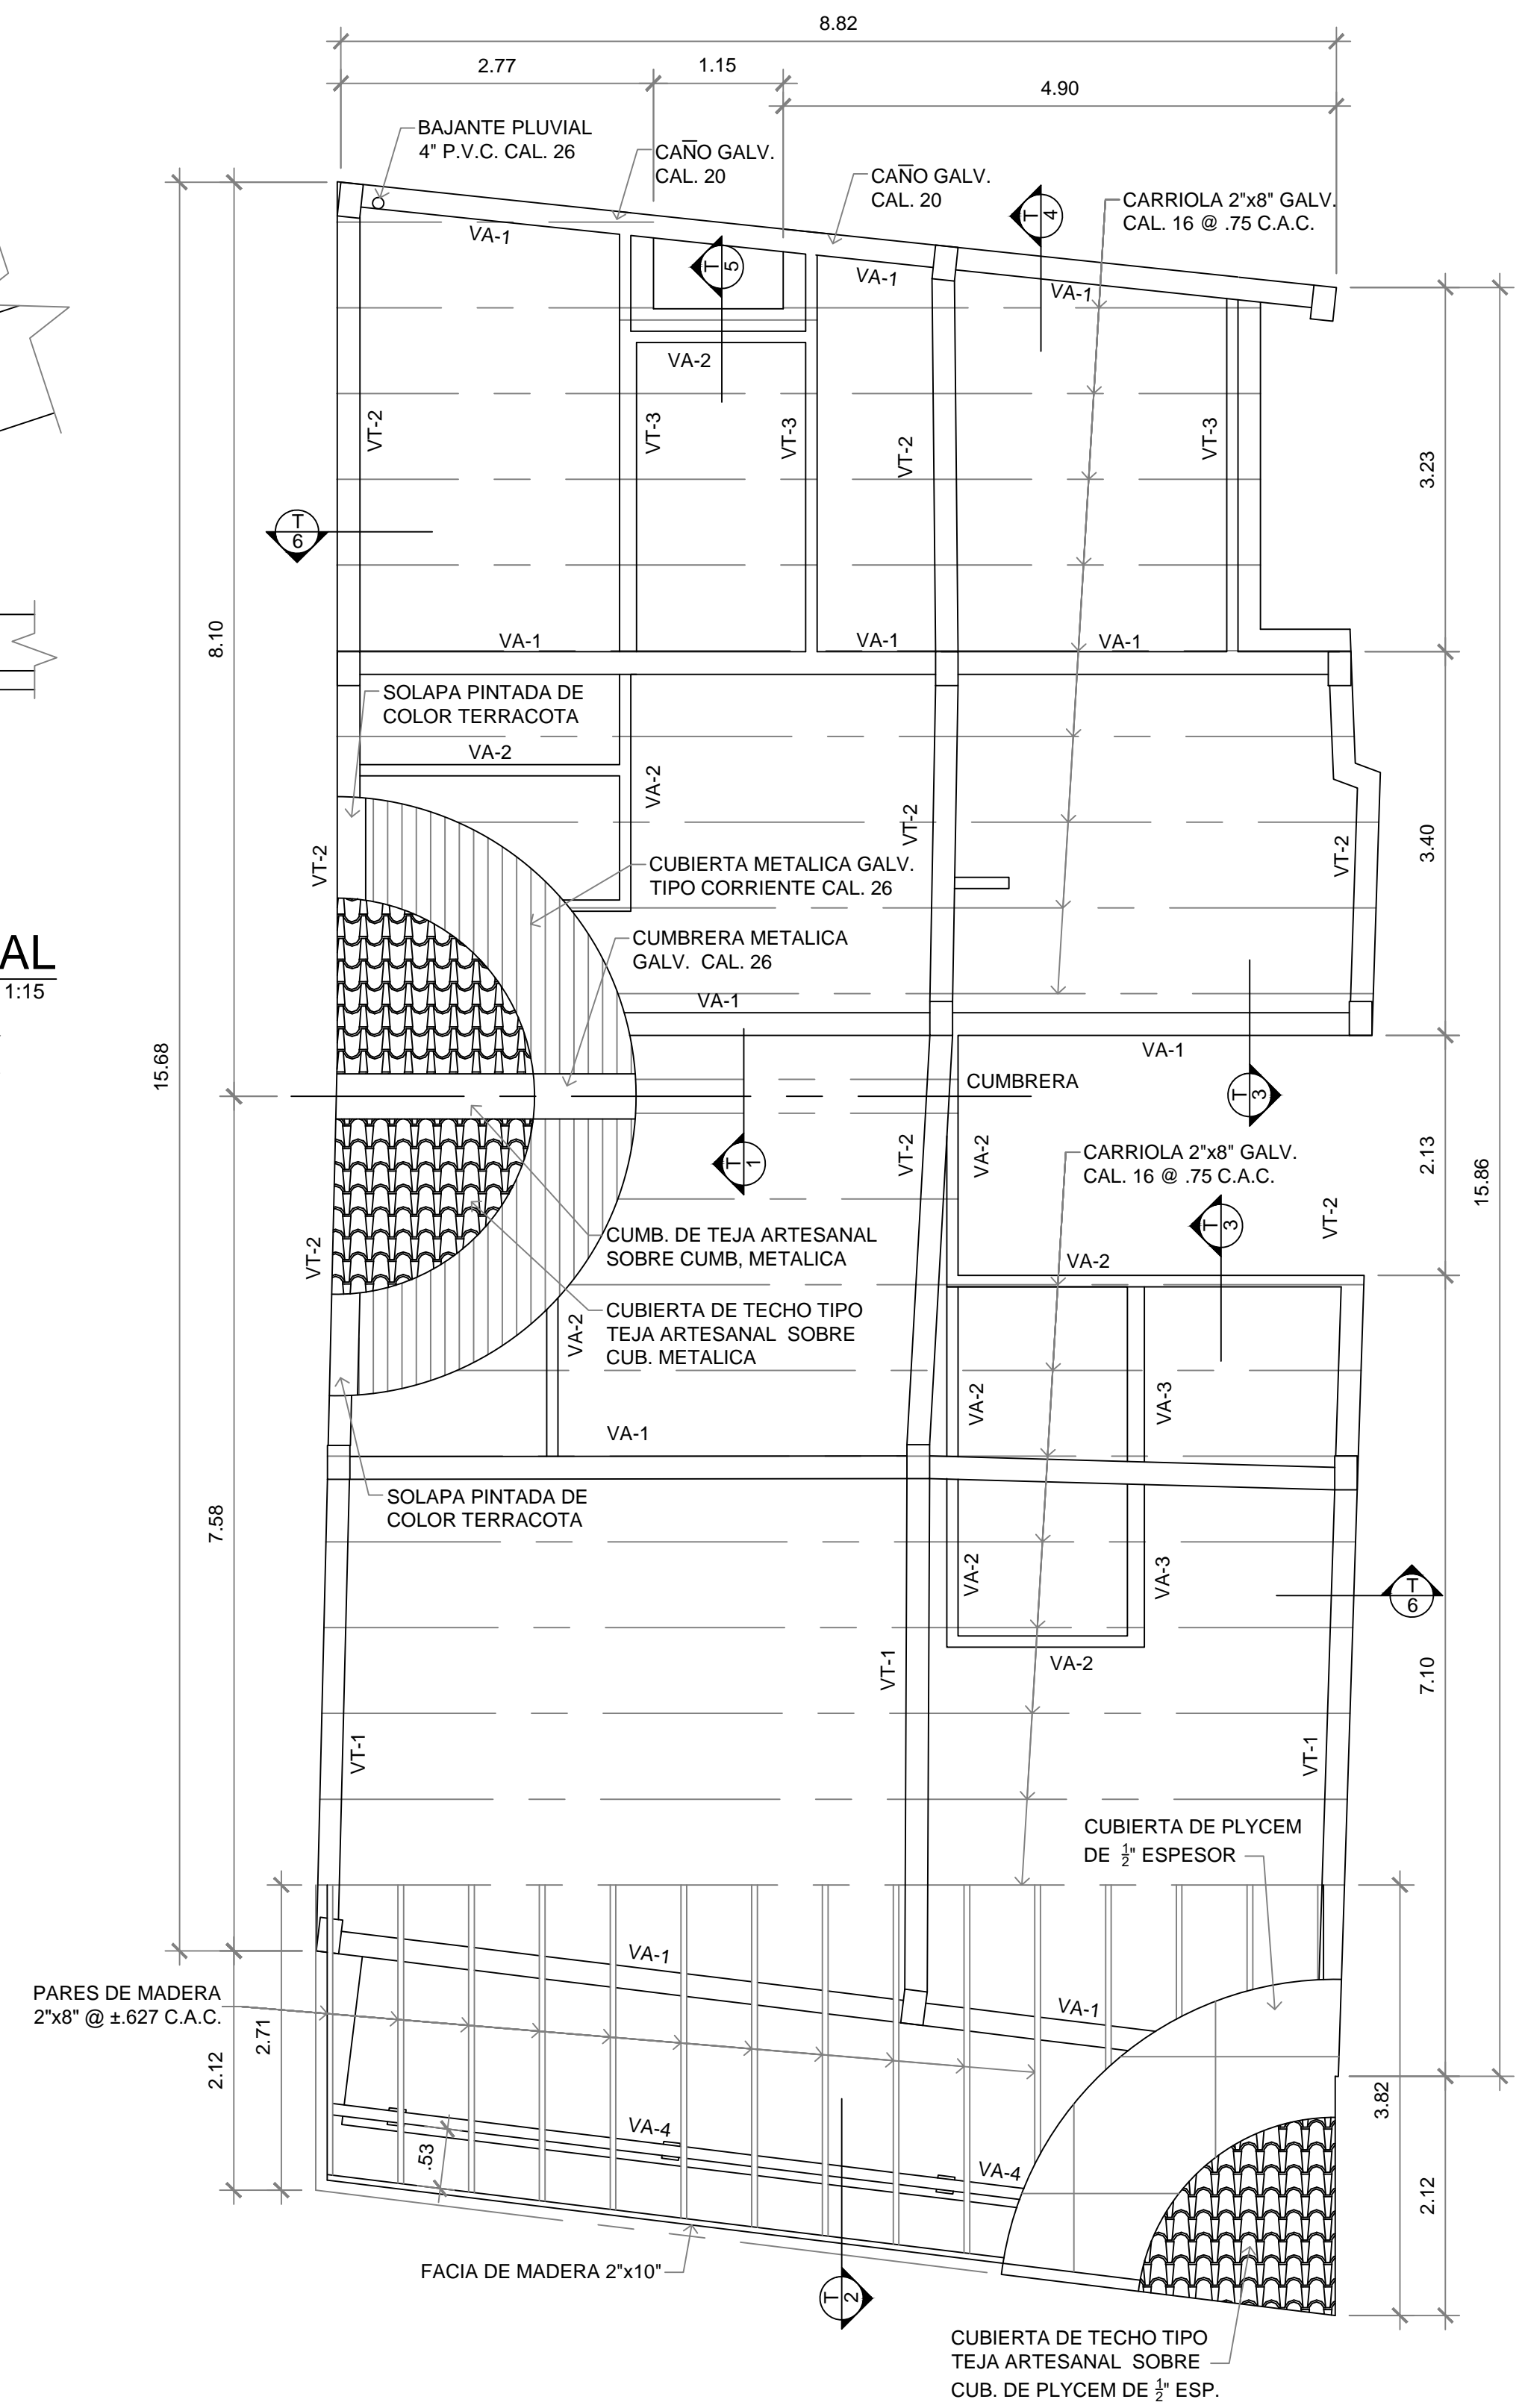 8.82
2.77
1.15
4.90
BAJANTE PLUVIAL
4" P.V.C. CAL. 26
CAÑO GALV.
CAL. 20
CAÑO GALV.
CAL. 20
CARRIOLA 2"x8" GALV.
CAL. 16 @ .75 C.A.C.
T
4
T
5
VA-1
VA-1
VA-1
VA-2
VT-2
VT-3
VT-3
VT-2
VT-3
3.23
T
6
8.10
VA-1
VA-1
VA-1
SOLAPA PINTADA DE
COLOR TERRACOTA
VA-2
VA-2
VT-2
VT-2
VT-2
3.40
CUBIERTA METALICA GALV.
TIPO CORRIENTE CAL. 26
CUMBRERA METALICA
GALV. CAL. 26
AL
1:15
VA-1
VA-1
15.68
CUMBRERA
T
3
T
1
VT-2
VA-2
2.13
15.86
CARRIOLA 2"x8" GALV.
CAL. 16 @ .75 C.A.C.
T
3
VT-2
VT-2
CUMB. DE TEJA ARTESANAL
SOBRE CUMB, METALICA
VA-2
CUBIERTA DE TECHO TIPO
TEJA ARTESANAL SOBRE
CUB. METALICA
VA-2
VA-2
VA-3
VA-1
SOLAPA PINTADA DE
COLOR TERRACOTA
7.58
VA-2
VA-3
T
6
VA-2
VT-1
7.10
VT-1
VT-1
CUBIERTA DE PLYCEM
DE 1/2" ESPESOR
VA-1
VA-1
PARES DE MADERA
2"x8" @ ±.627 C.A.C.
2.71
2.12
3.82
VA-4
.53
VA-4
2.12
FACIA DE MADERA 2"x10"
T
2
CUBIERTA DE TECHO TIPO
TEJA ARTESANAL SOBRE
CUB. DE PLYCEM DE 1/2" ESP.